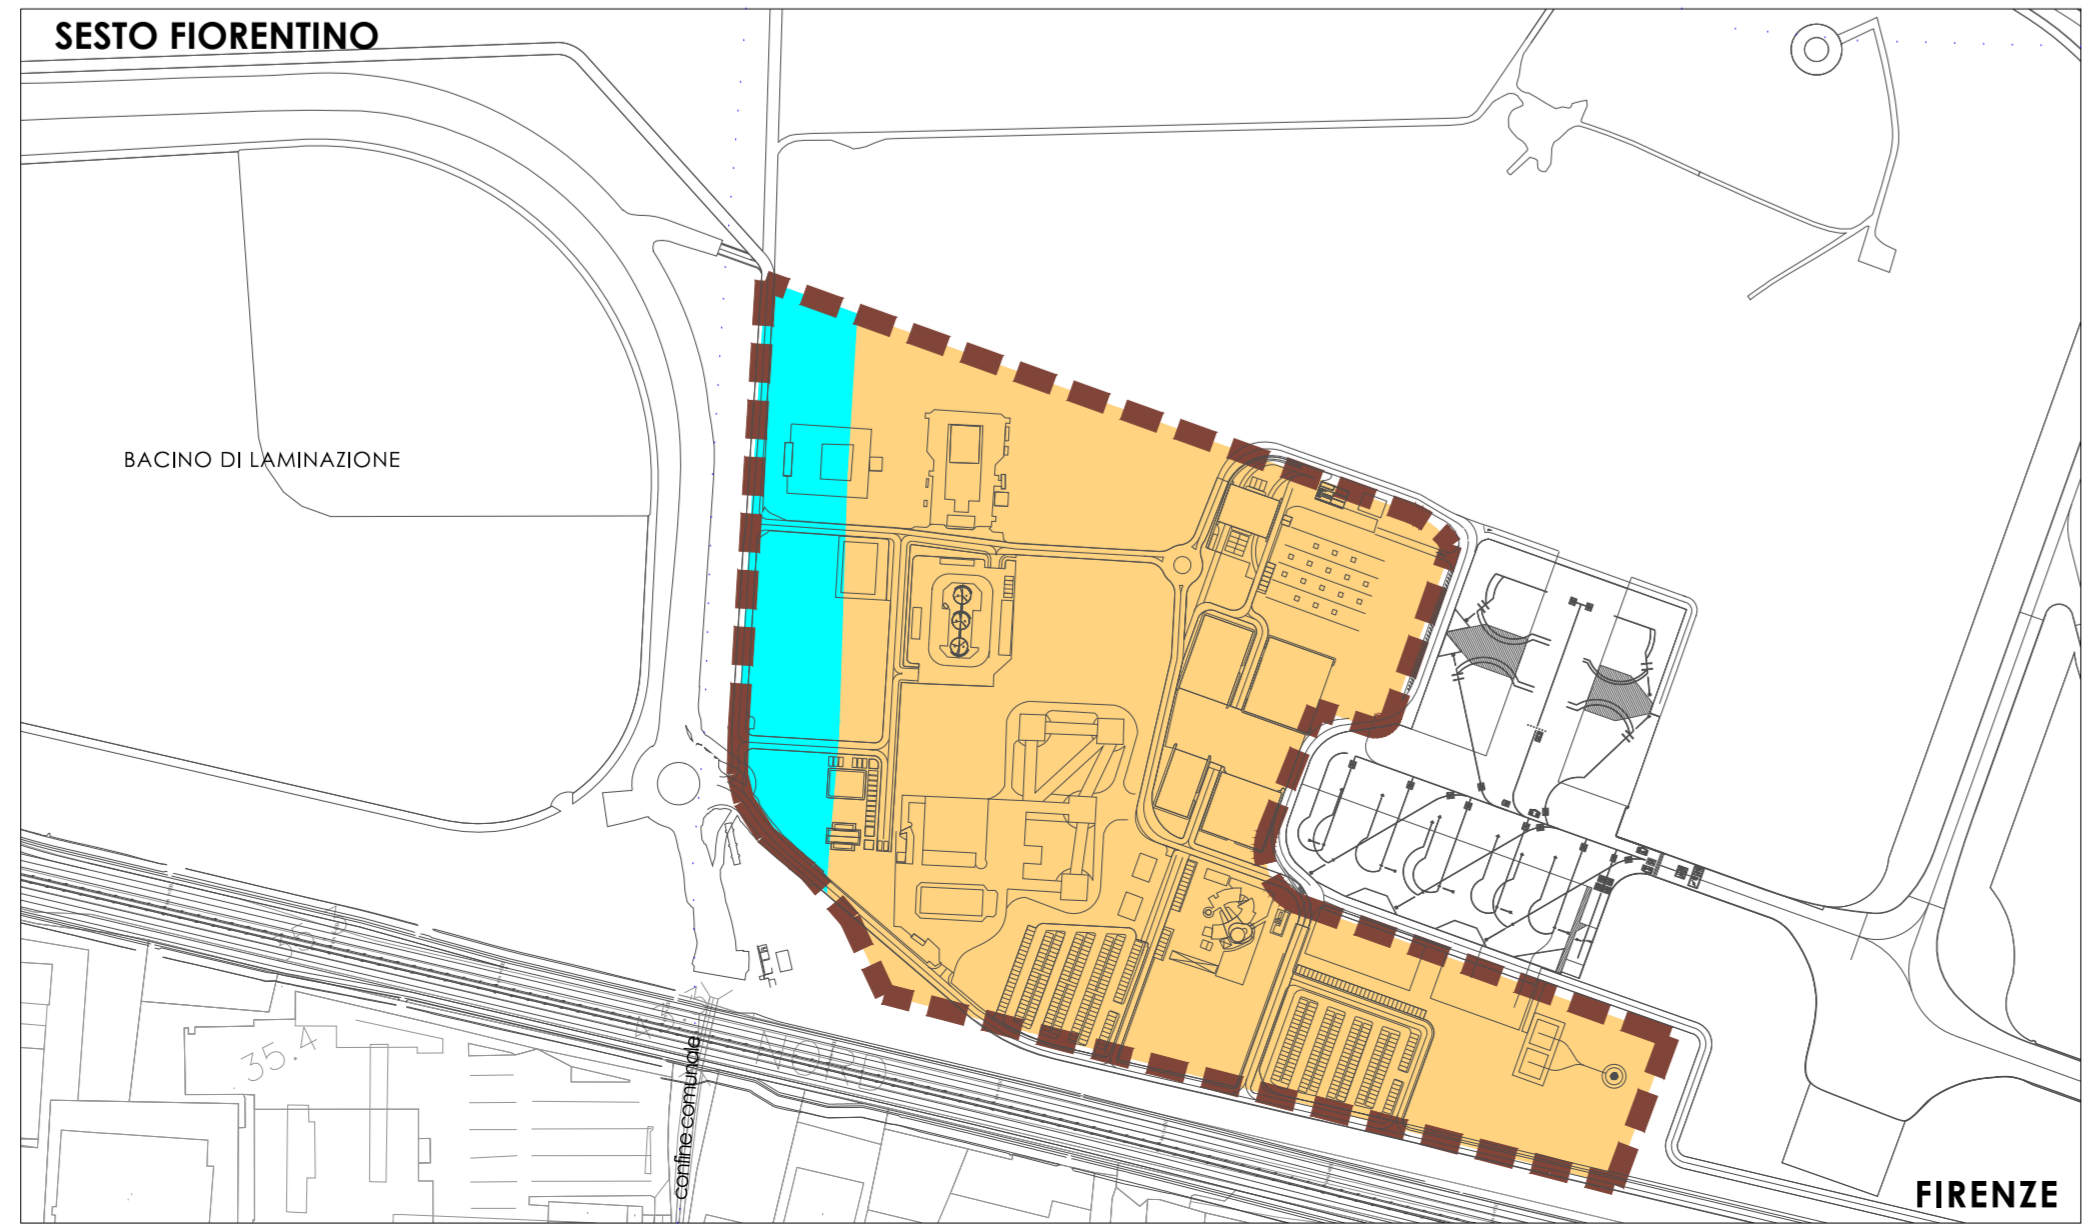 SESTO FIORENTINO
BACINO DI LAMINAZIONE
35.4
NORD
confine comunale
FIRENZE